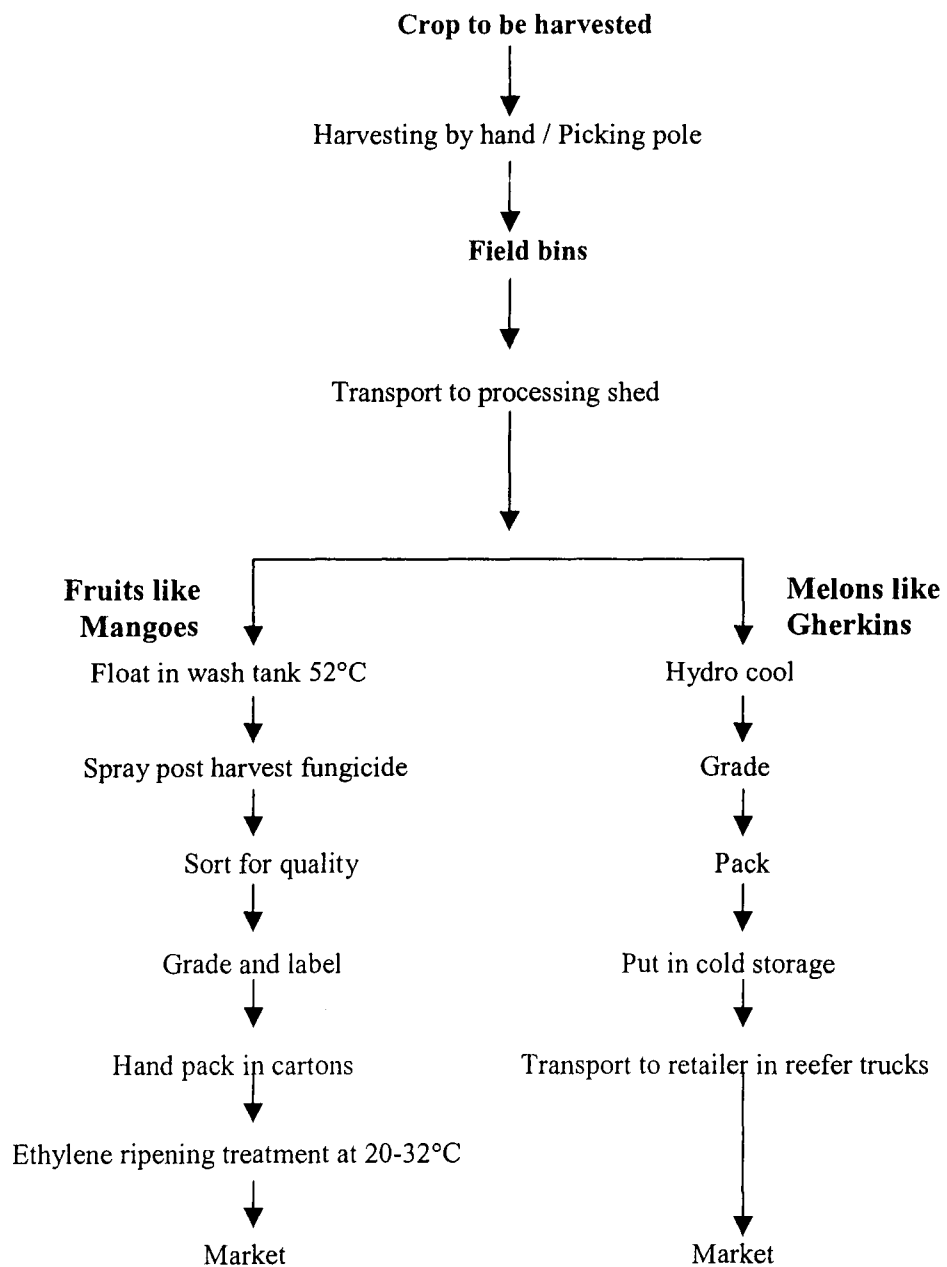 Crop to be harvested
Harvesting by hand / Picking pole
Field bins
Transport to processing shed
Fruits like
Mangoes
Float in wash tank 52°C
Spray post harvest fungicide
Sort for quality
Grade and label
Hand pack in cartons
Ethylene ripening treatment at 20-32°C
Market
Melons like
Gherkins
Hydro cool
Grade
Pack
Put in cold storage
Transport to retailer in reefer trucks
Market